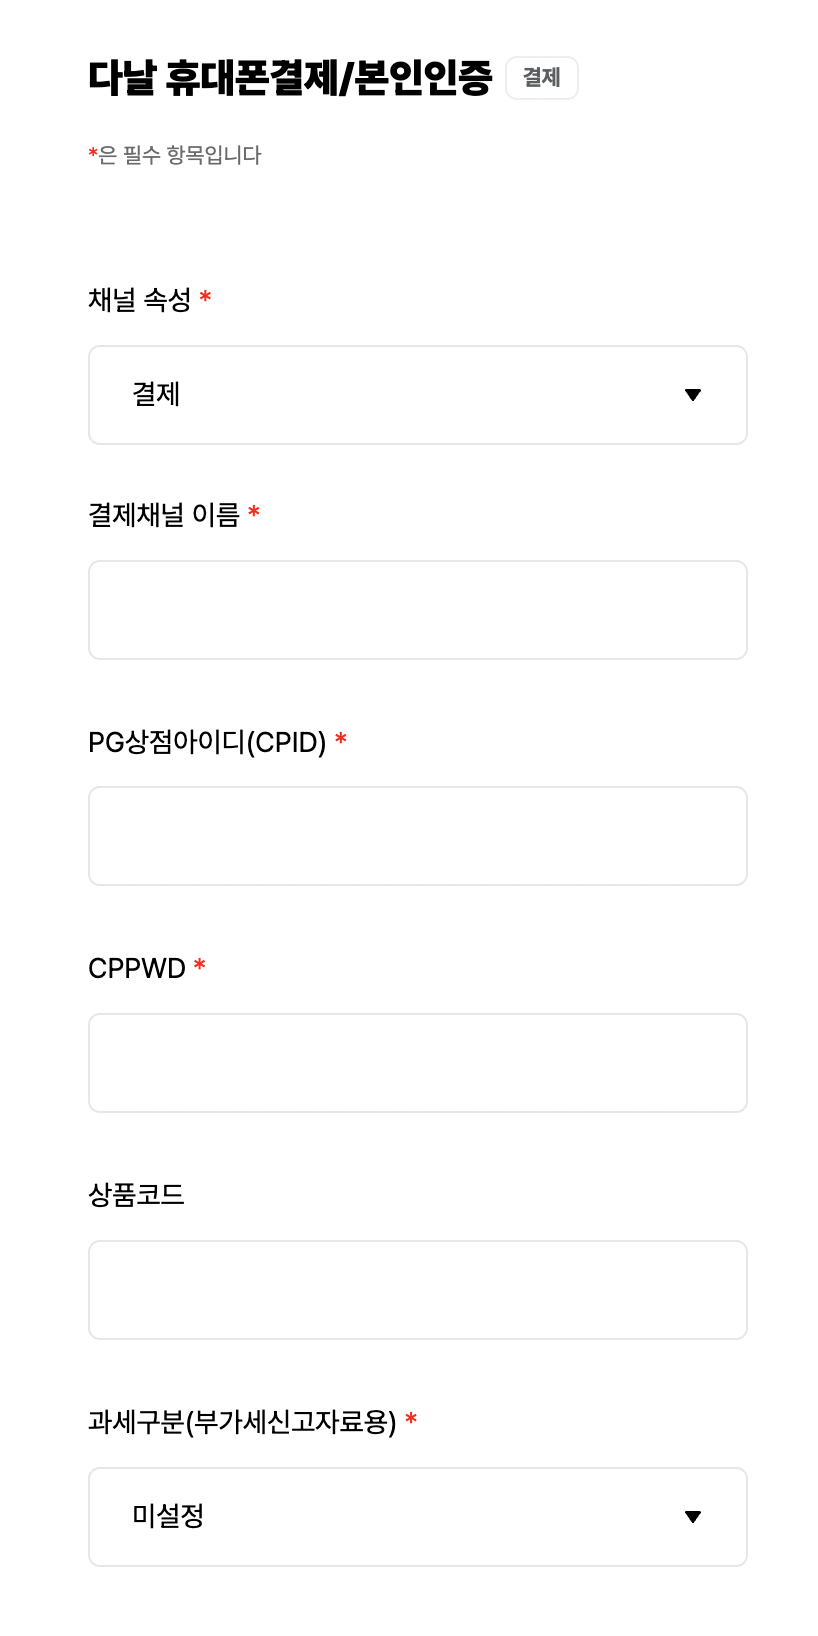 다날 휴대폰결제/본인인증 결제
*은 필수 항목입니다
채널 속성 *
결제
결제채널 이름 *
PG상점아이디(CPID) *
CPPWD *
상품코드
과세구분(부가세신고자료용) *
미설정